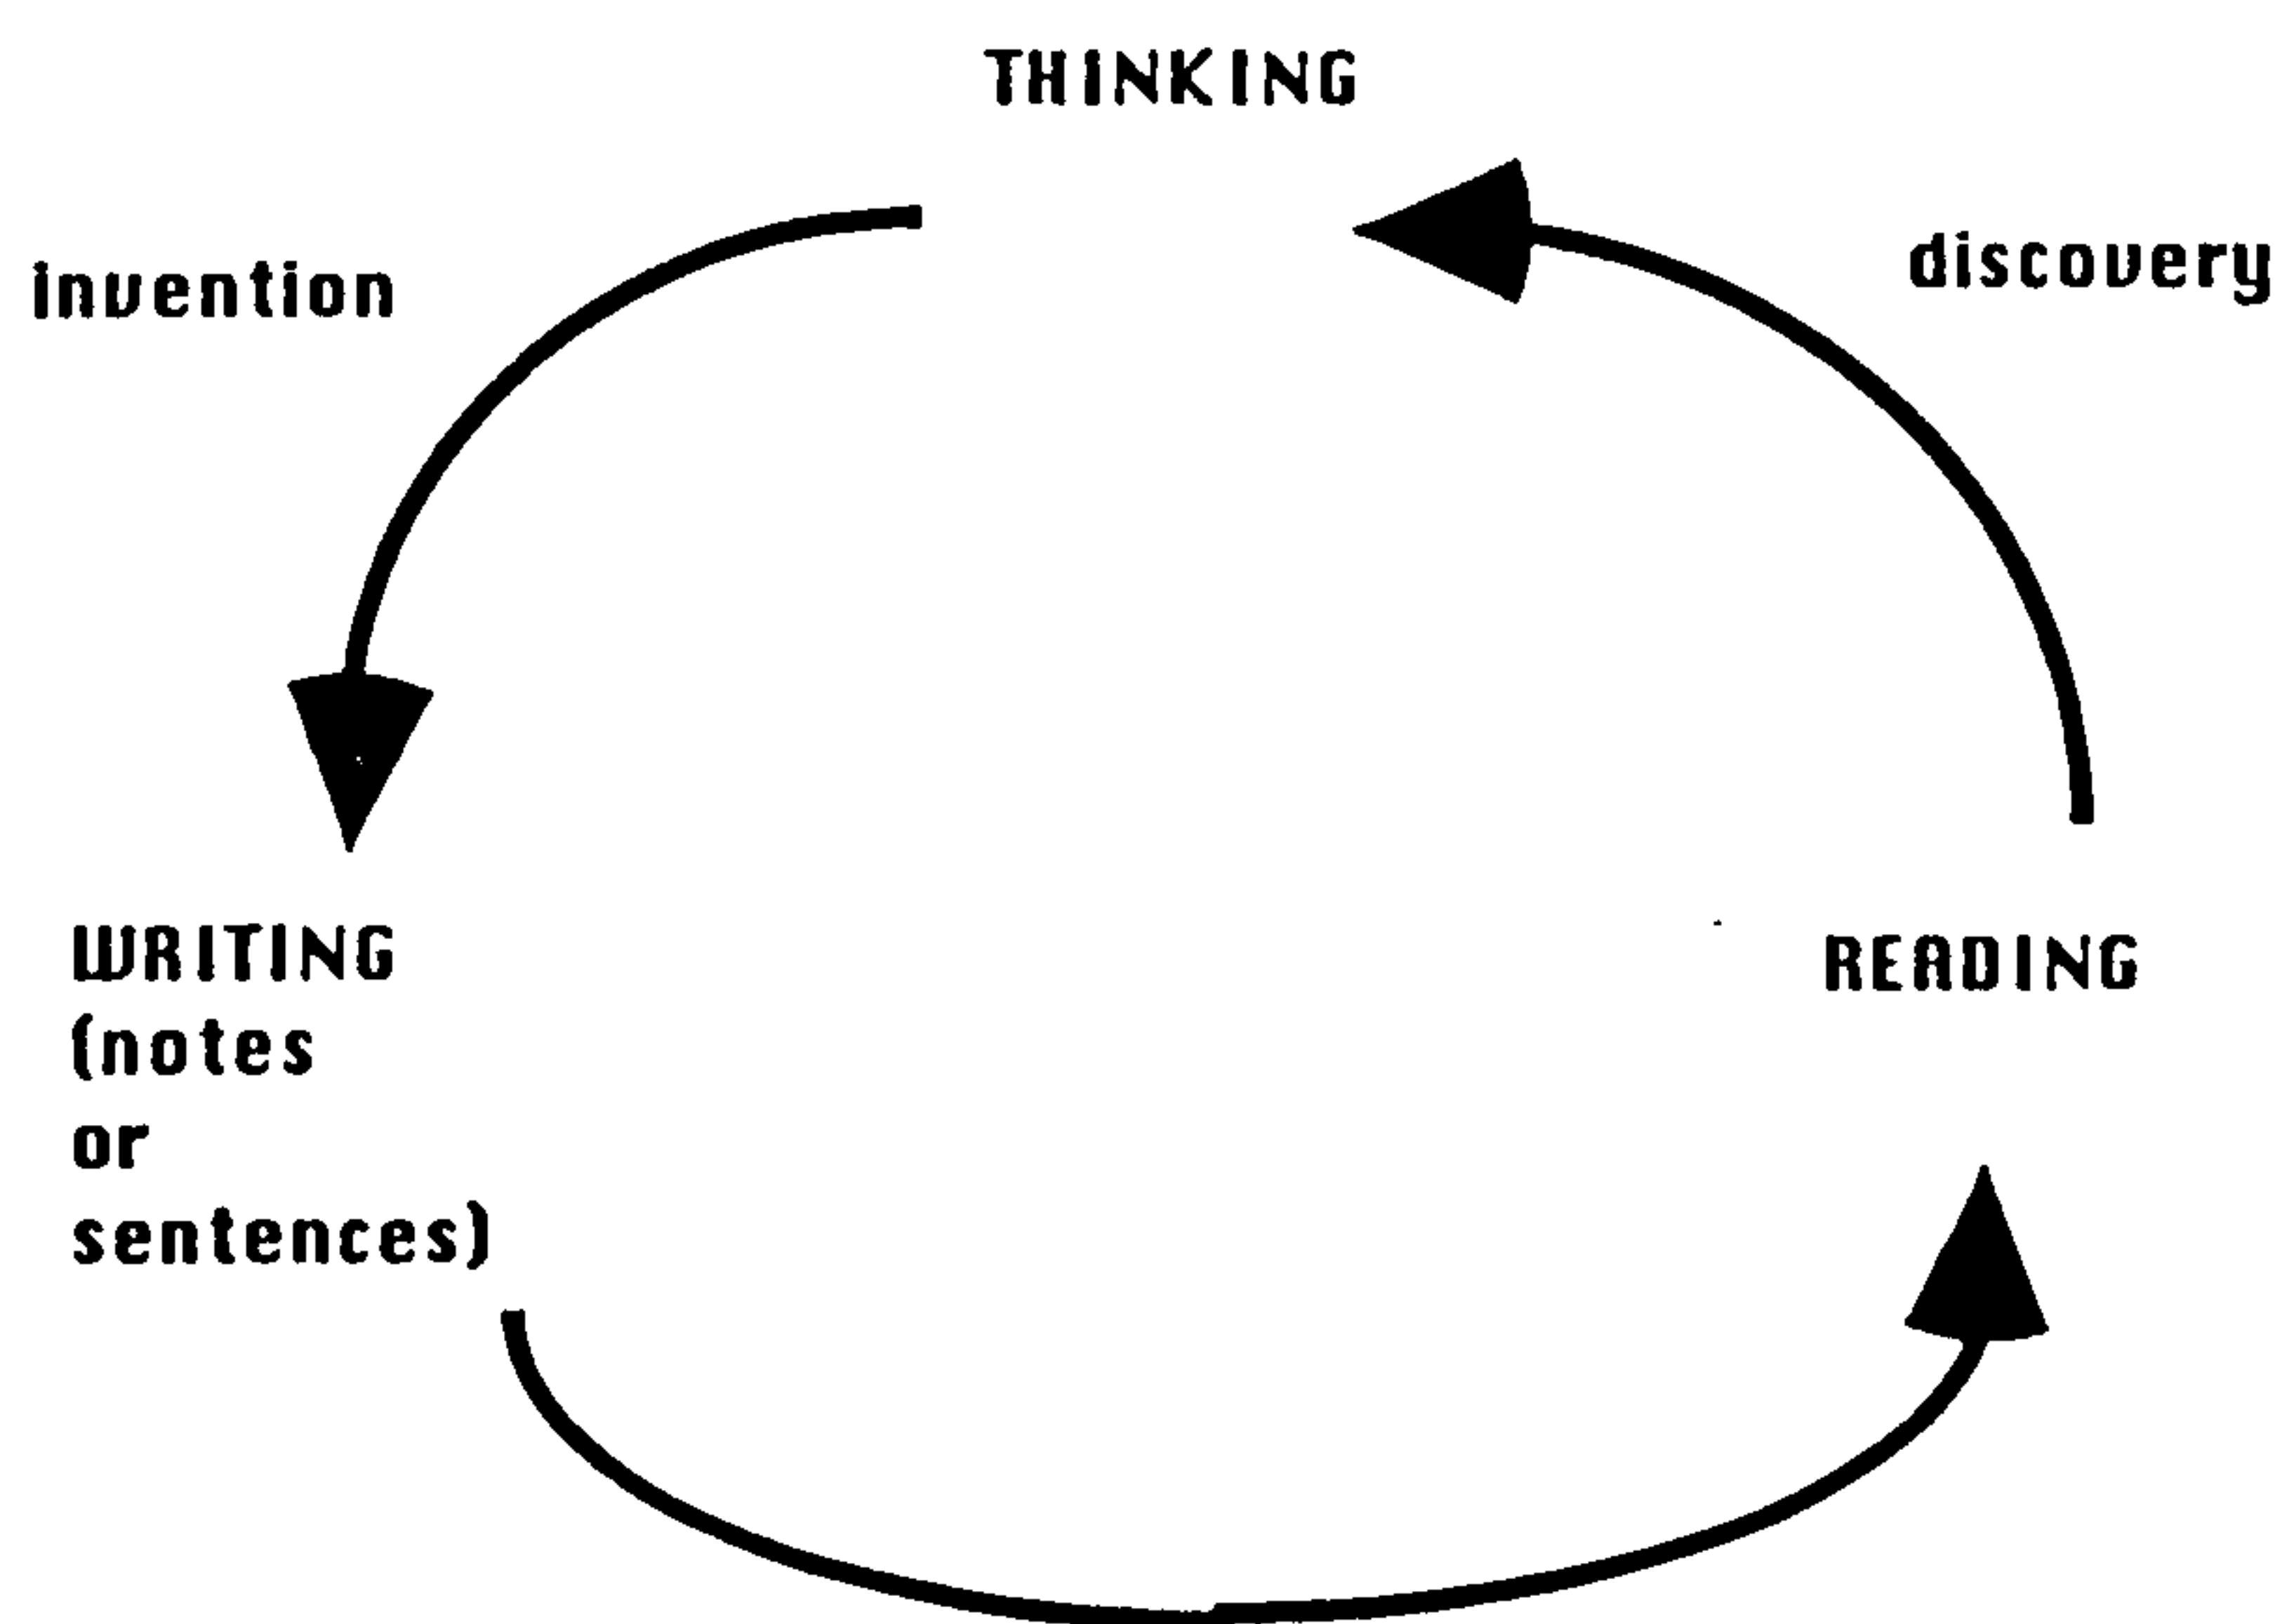 THINKING
invention
discovery
WRITING
(notes
or
sentences)
READING